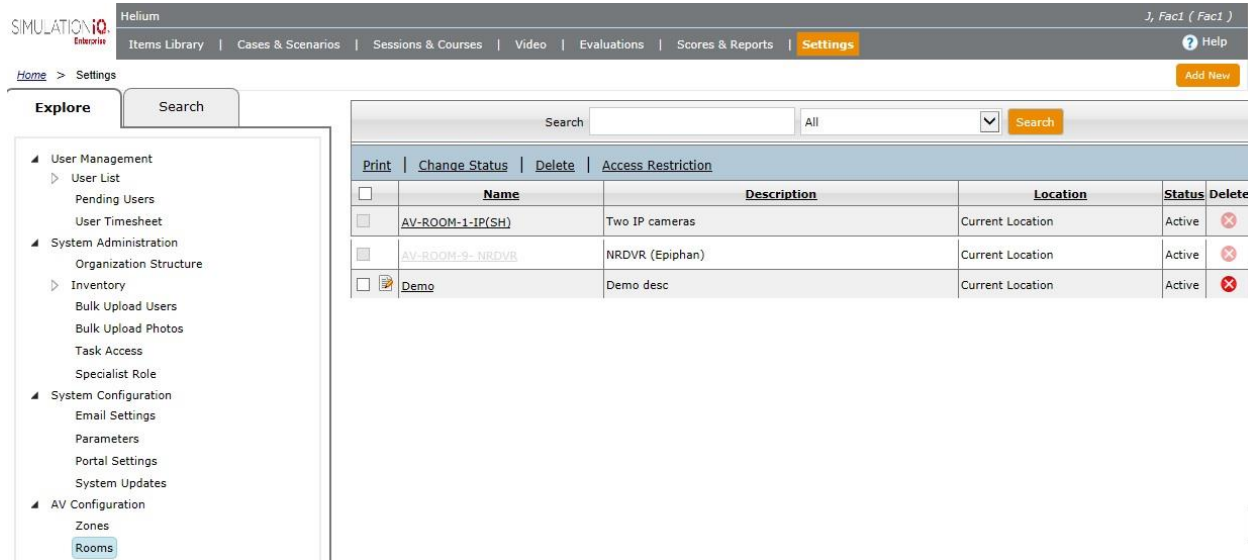 SIMULATIONiQ. Enterprise
Helium
J, Fac1 ( Fac1 )
Items Library | Cases & Scenarios | Sessions & Courses | Video | Evaluations | Scores & Reports | Settings
? Help
Home > Settings
Add New
Explore
Search
User Management
User List
Pending Users
User Timesheet
System Administration
Organization Structure
Inventory
Bulk Upload Users
Bulk Upload Photos
Task Access
Specialist Role
System Configuration
Email Settings
Parameters
Portal Settings
System Updates
AV Configuration
Zones
Rooms
Search All Search
Print | Change Status | Delete | Access Restriction
Name Description Location Status Delete
AV-ROOM-1-IP(SH) Two IP cameras Current Location Active
AV-ROOM-9- NRDVR NRDVR (Epiphan) Current Location Active
Demo Demo desc Current Location Active